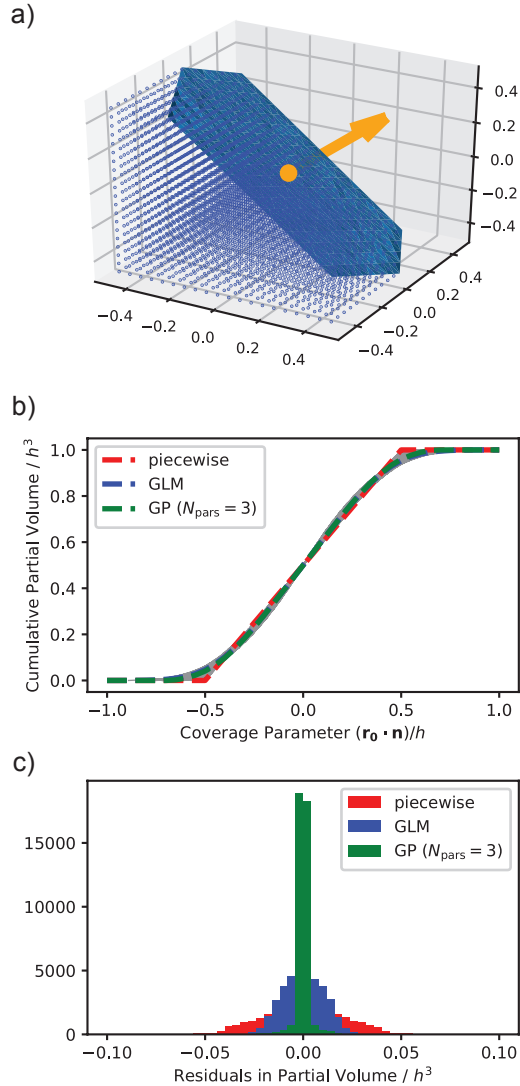 a)
0.4
0.2
0.0
−0.2
−0.4
−0.4
−0.2
0.0
0.2
0.4
−0.4
−0.2
0.0
0.2
0.4
b)
Cumulative Partial Volume / h³
1.0
0.8
0.6
0.4
0.2
0.0
piecewise
GLM
GP (Npars = 3)
−1.0
−0.5
0.0
0.5
1.0
Coverage Parameter (r₀ · n)/h
c)
15000
10000
5000
0
piecewise
GLM
GP (Npars = 3)
−0.10
−0.05
0.00
0.05
0.10
Residuals in Partial Volume / h³